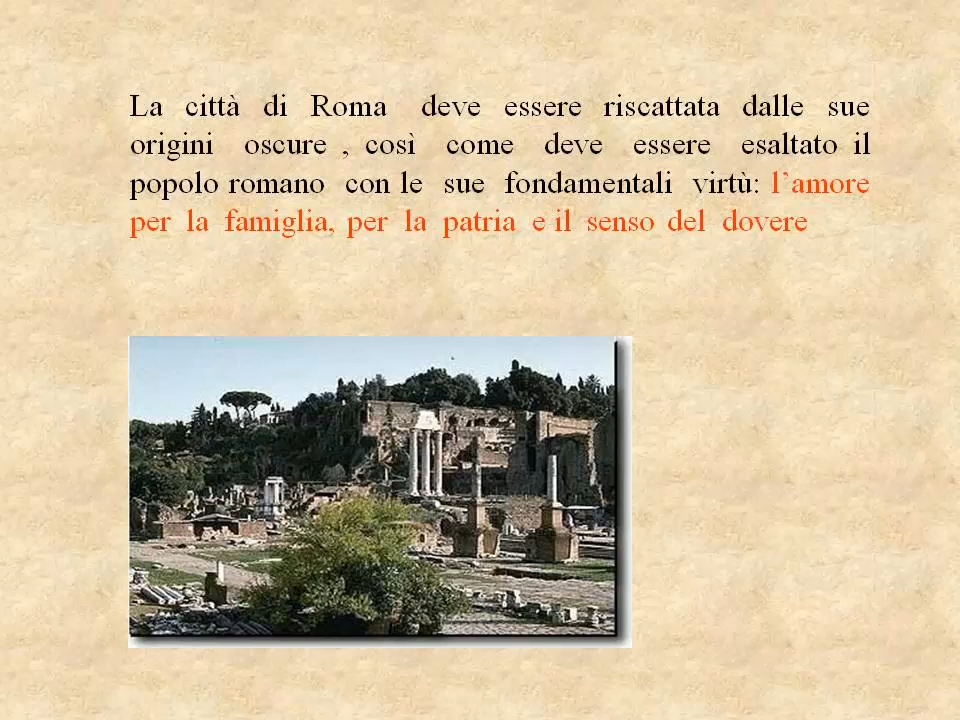 La città di Roma deve essere riscattata dalle sue
origini oscure , così come deve essere esaltato il
popolo romano con le sue fondamentali virtù: l’amore
per la famiglia, per la patria e il senso del dovere